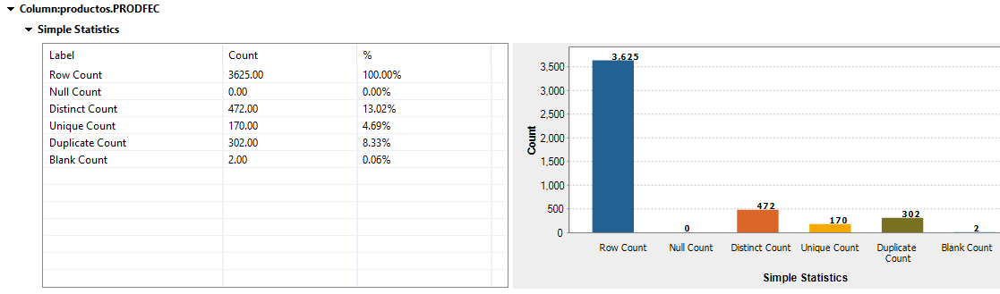 Column:productos.PRODFEC
Simple Statistics
Label Count %
Row Count 3625.00 100.00%
Null Count 0.00 0.00%
Distinct Count 472.00 13.02%
Unique Count 170.00 4.69%
Duplicate Count 302.00 8.33%
Blank Count 2.00 0.06%
Count
3,500
3,000
2,500
2,000
1,500
1,000
500
0
3,625
0
472
170
302
2
Row Count Null Count Distinct Count Unique Count Duplicate Count Blank Count
Simple Statistics